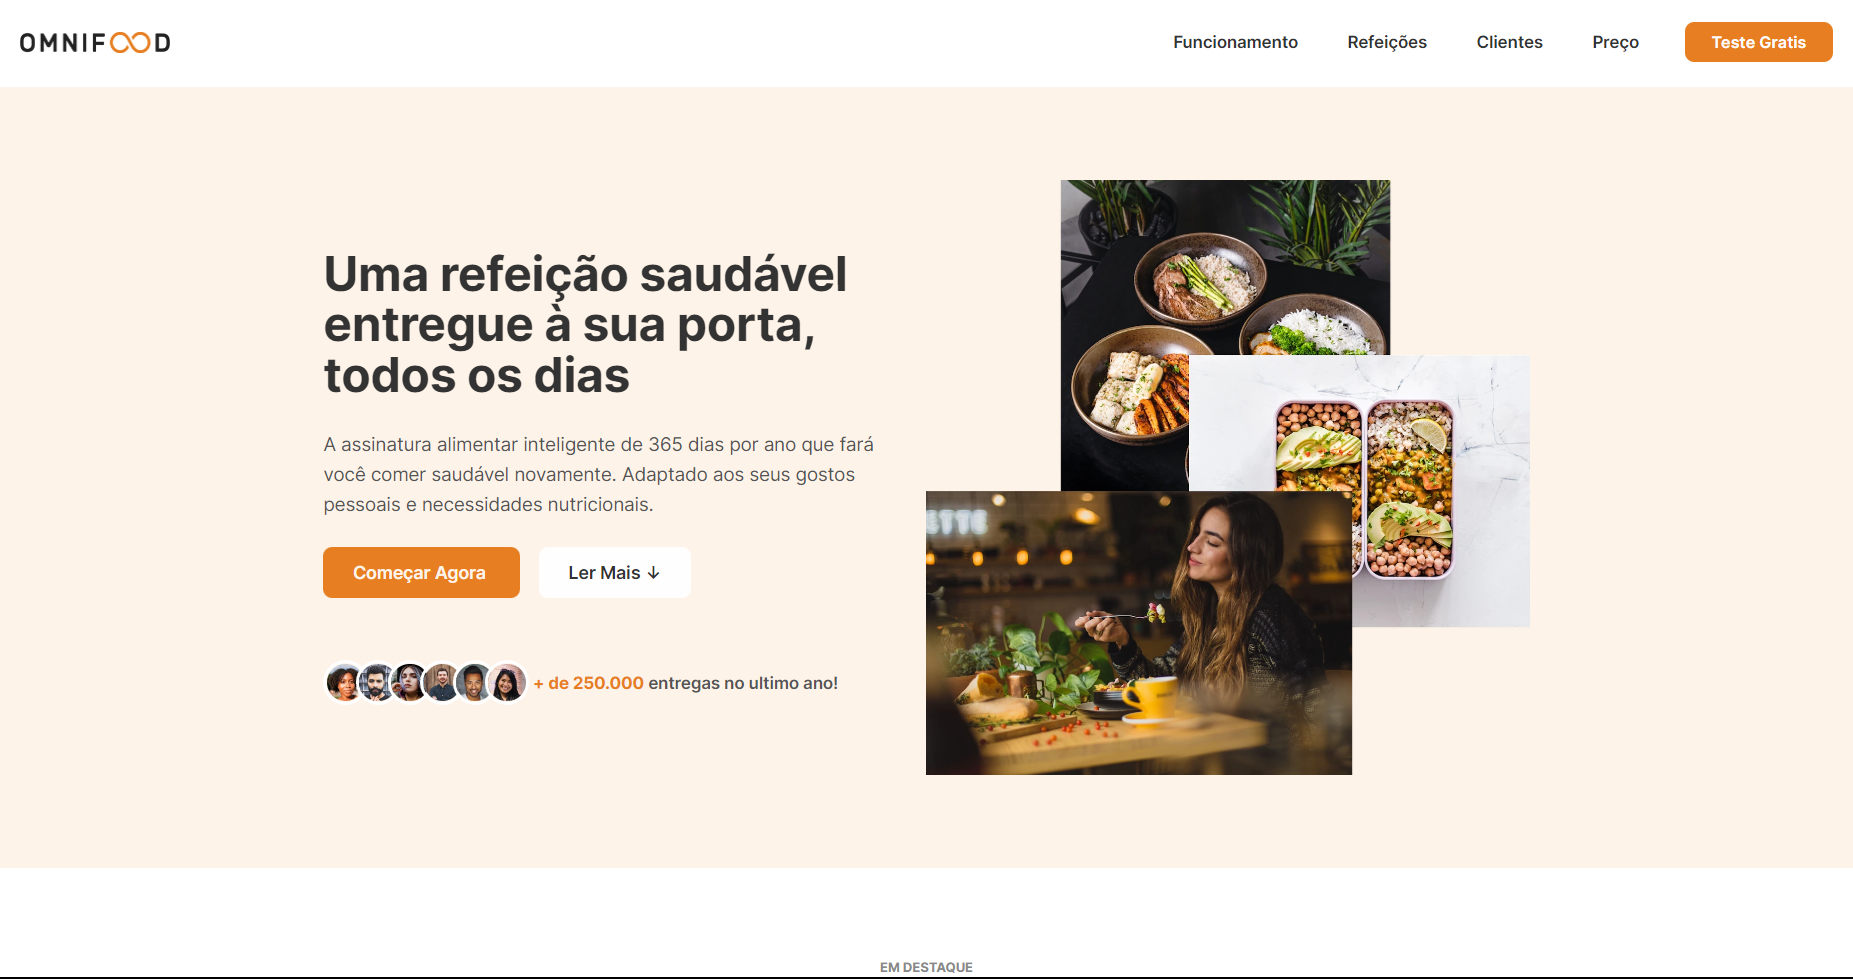 OMNIFOOD
Funcionamento
Refeições
Clientes
Preço
Teste Gratis
Uma refeição saudável
entregue à sua porta,
todos os dias
A assinatura alimentar inteligente de 365 dias por ano que fará
você comer saudável novamente. Adaptado aos seus gostos
pessoais e necessidades nutricionais.
Começar Agora
Ler Mais ↓
+ de 250.000 entregas no ultimo ano!
ETTE
EM DESTAQUE